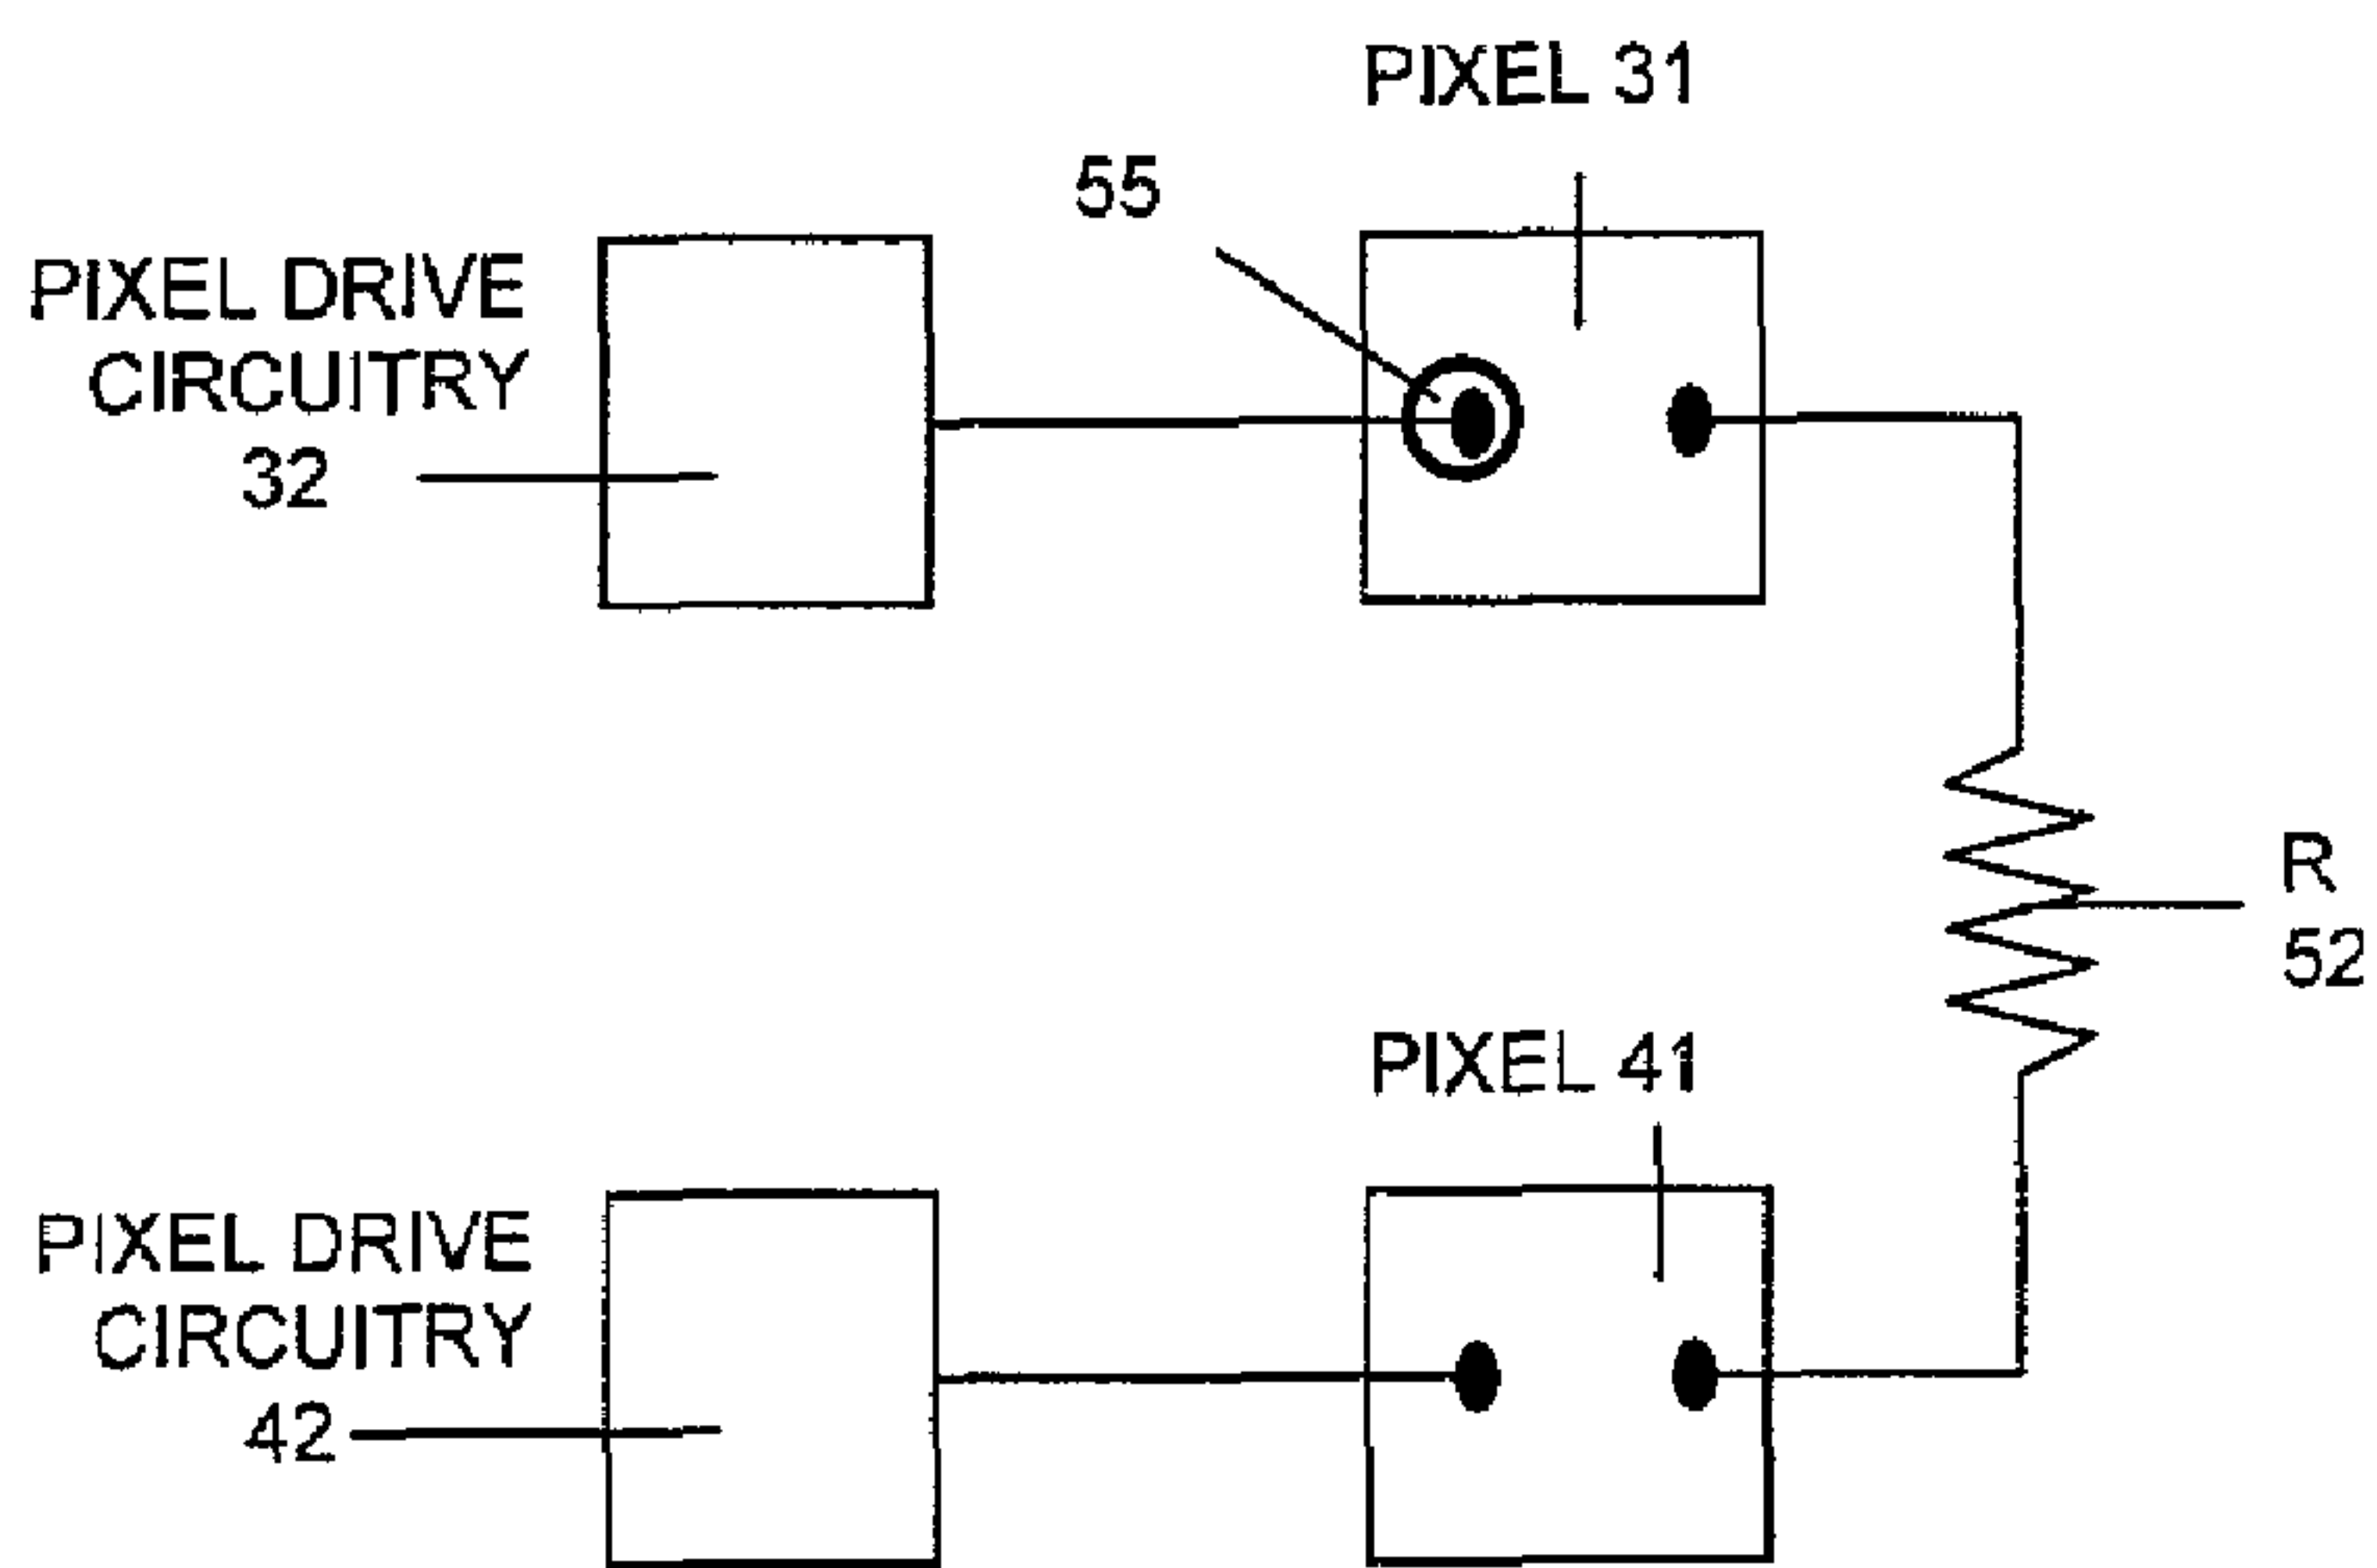 PIXEL 31
55
PIXEL DRIVE
CIRCUITRY
32
R
52
PIXEL 41
PIXEL DRIVE
CIRCUITRY
42